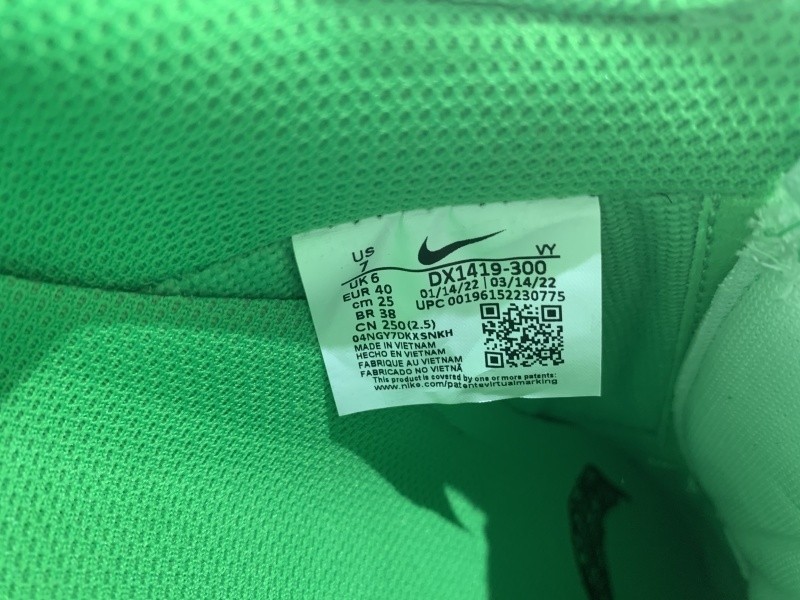 US
7
VY
UK 6
DX1419-300
EUR 40
01/14/22 | 03/14/22
cm 25
UPC 00196152230775
BR 38
CN 250(2.5)
04NGY7DKXSNKH
MADE IN VIETNAM
HECHO EN VIETNAM
FABRIQUE AU VIETNAM
FABRICADO NO VIETNÃ
This product is covered by one or more patents:
www.nike.com/patentsvirtualmarking